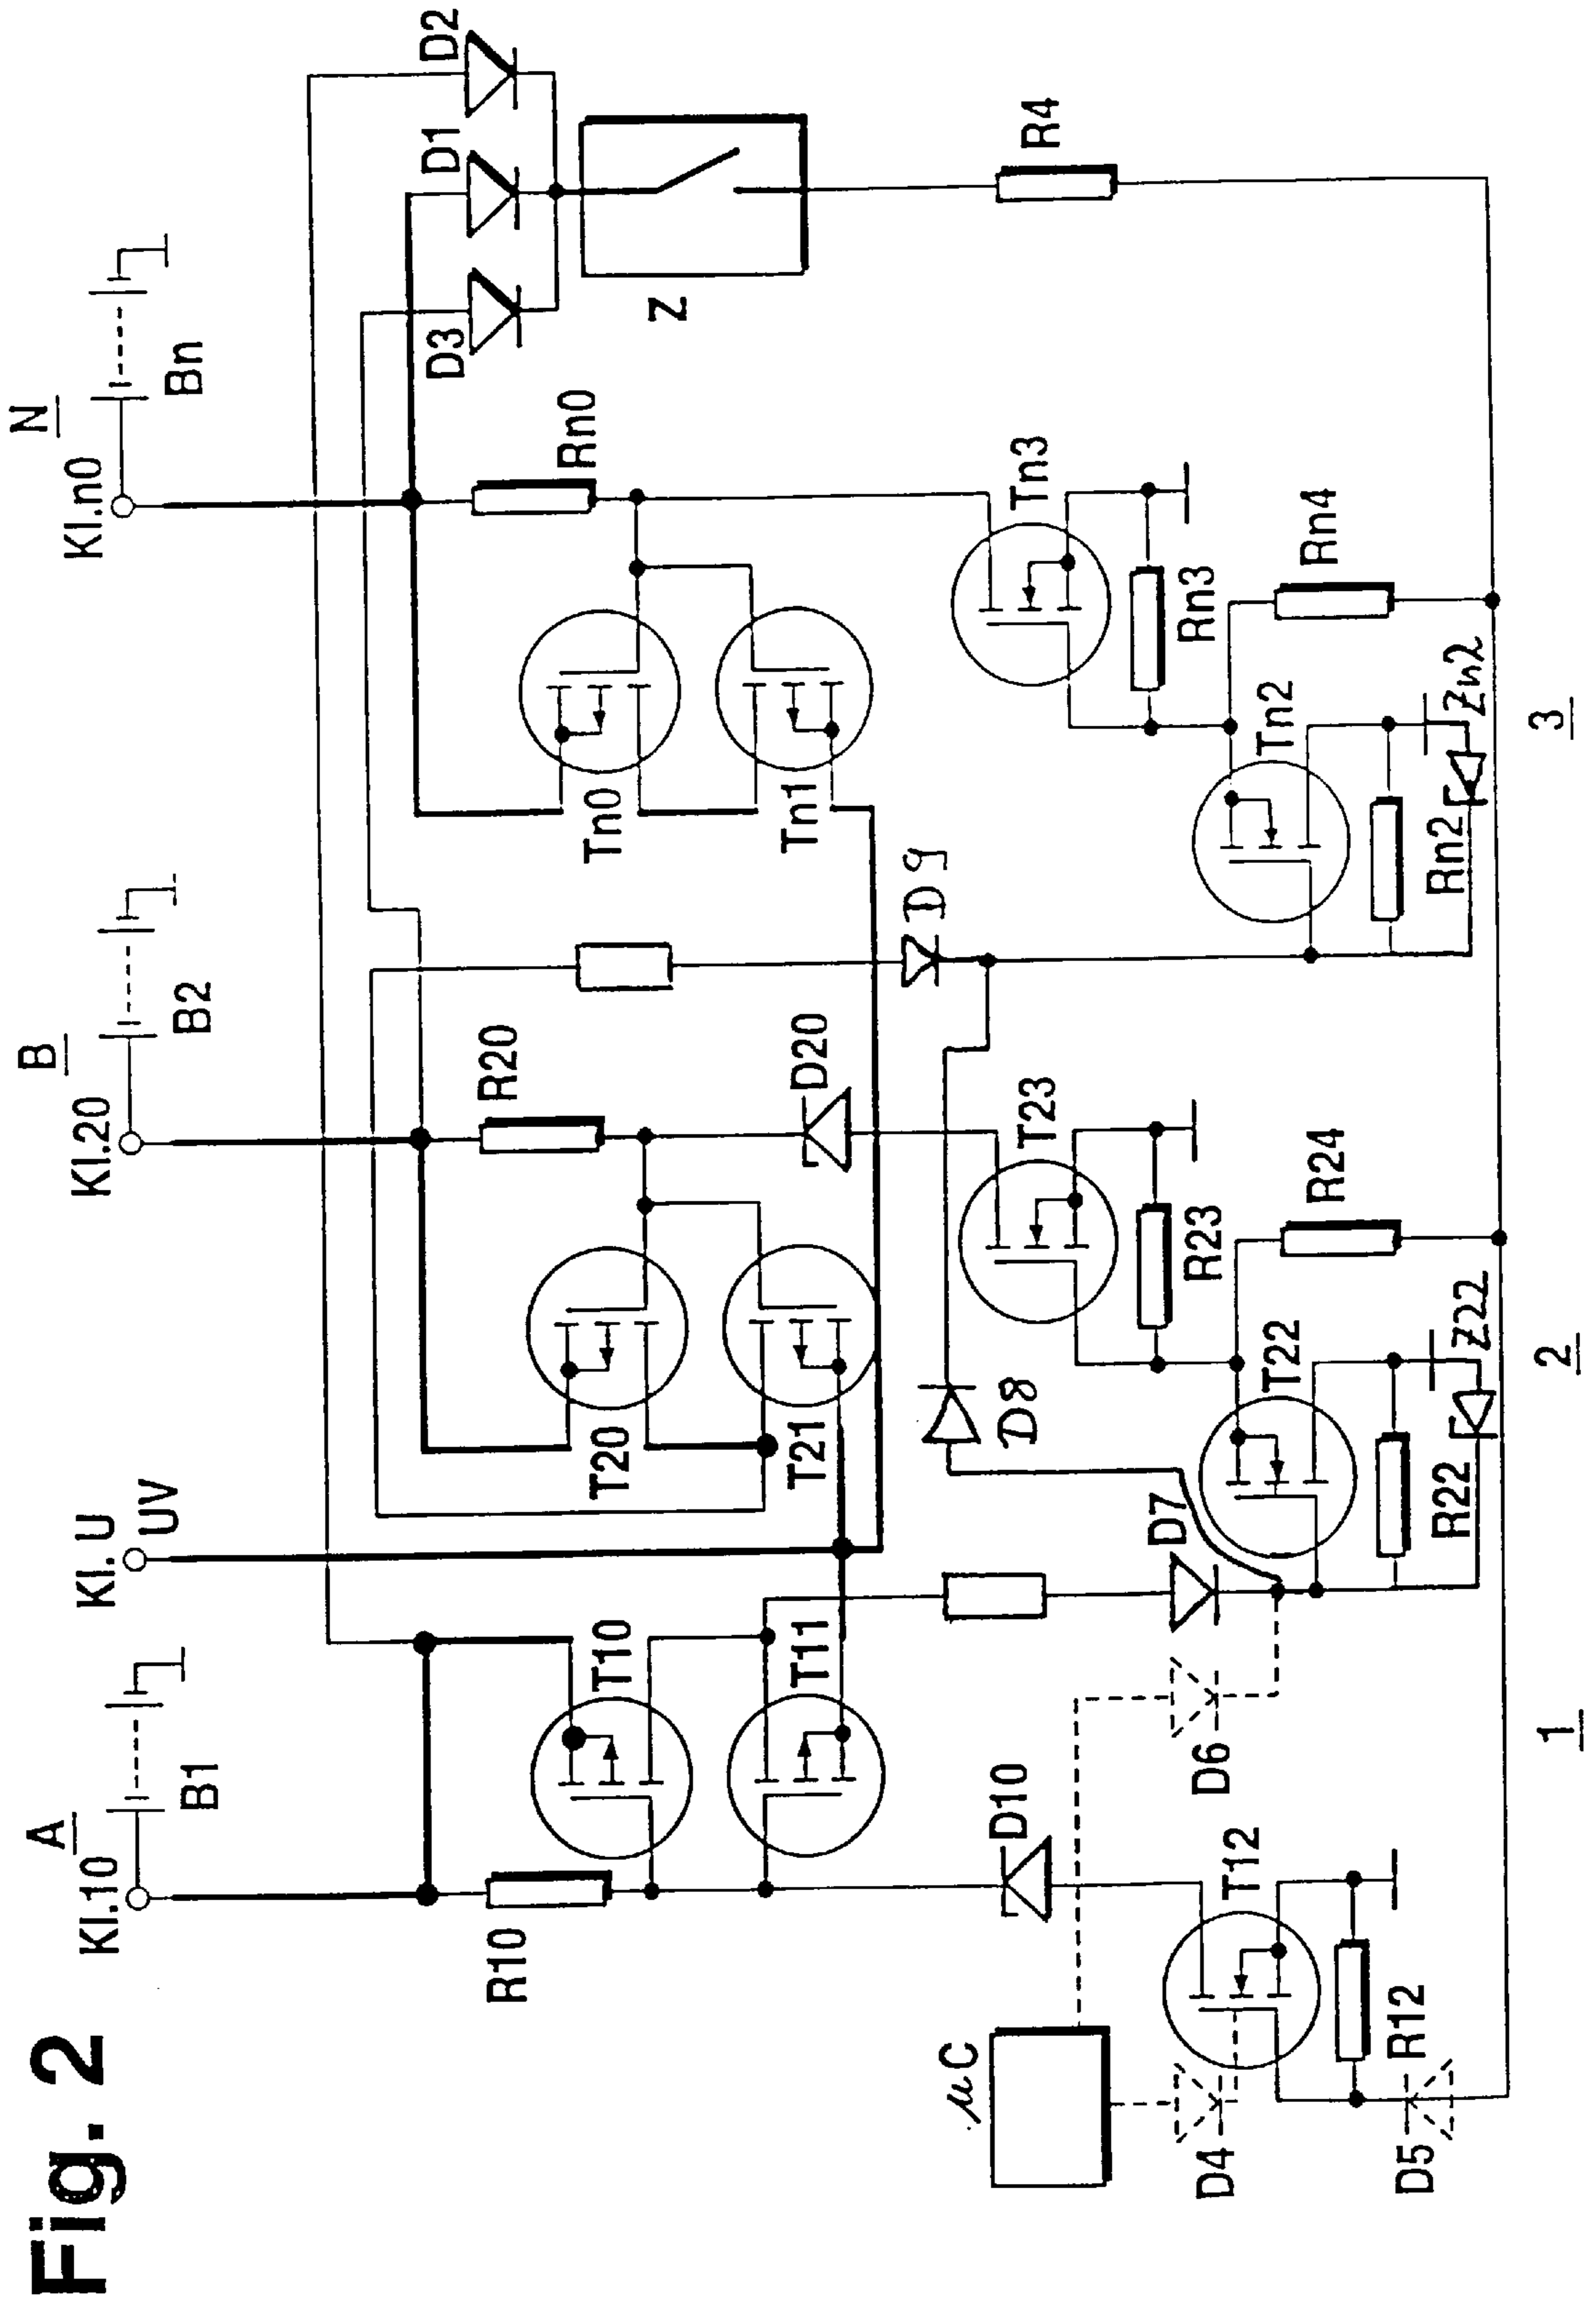 Fig. 2
A
Kl.10
B1
Kl.U
UV
B
Kl.20
B2
N
Kl.n0
Bn
D2
D1
D3
Z
R4
R10
T10
T11
R20
T20
T21
D20
Rn0
Tn0
Tn1
D9
D8
D10
μC
D4
D5
T12
R12
D6
D7
T22
R22
Z22
T23
R23
R24
Tn3
Rn3
Rn4
Tn2
Rn2
Zn2
1
2
3